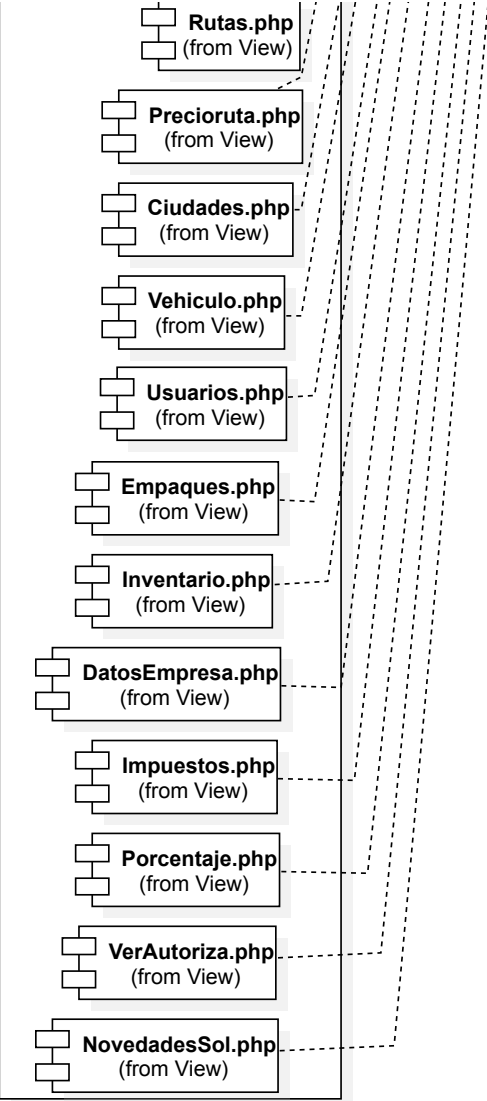 Rutas.php
(from View)
Precioruta.php
(from View)
Ciudades.php
(from View)
Vehiculo.php
(from View)
Usuarios.php
(from View)
Empaques.php
(from View)
Inventario.php
(from View)
DatosEmpresa.php
(from View)
Impuestos.php
(from View)
Porcentaje.php
(from View)
VerAutoriza.php
(from View)
NovedadesSol.php
(from View)